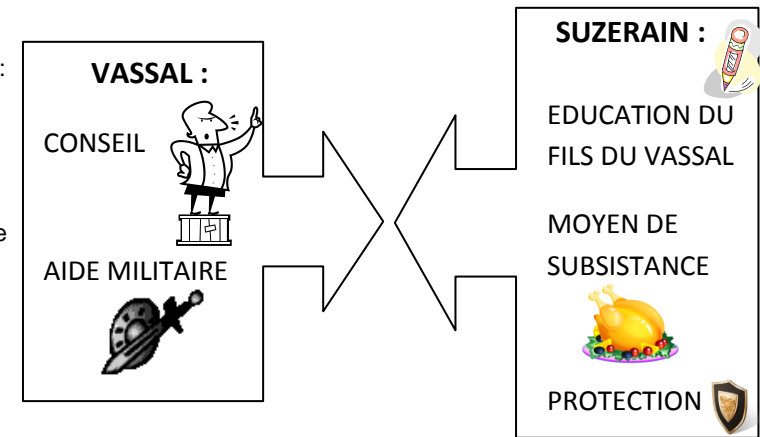 :
VASSAL :
CONSEIL
e
AIDE MILITAIRE
SUZERAIN :
EDUCATION DU
FILS DU VASSAL
MOYEN DE
SUBSISTANCE
PROTECTION